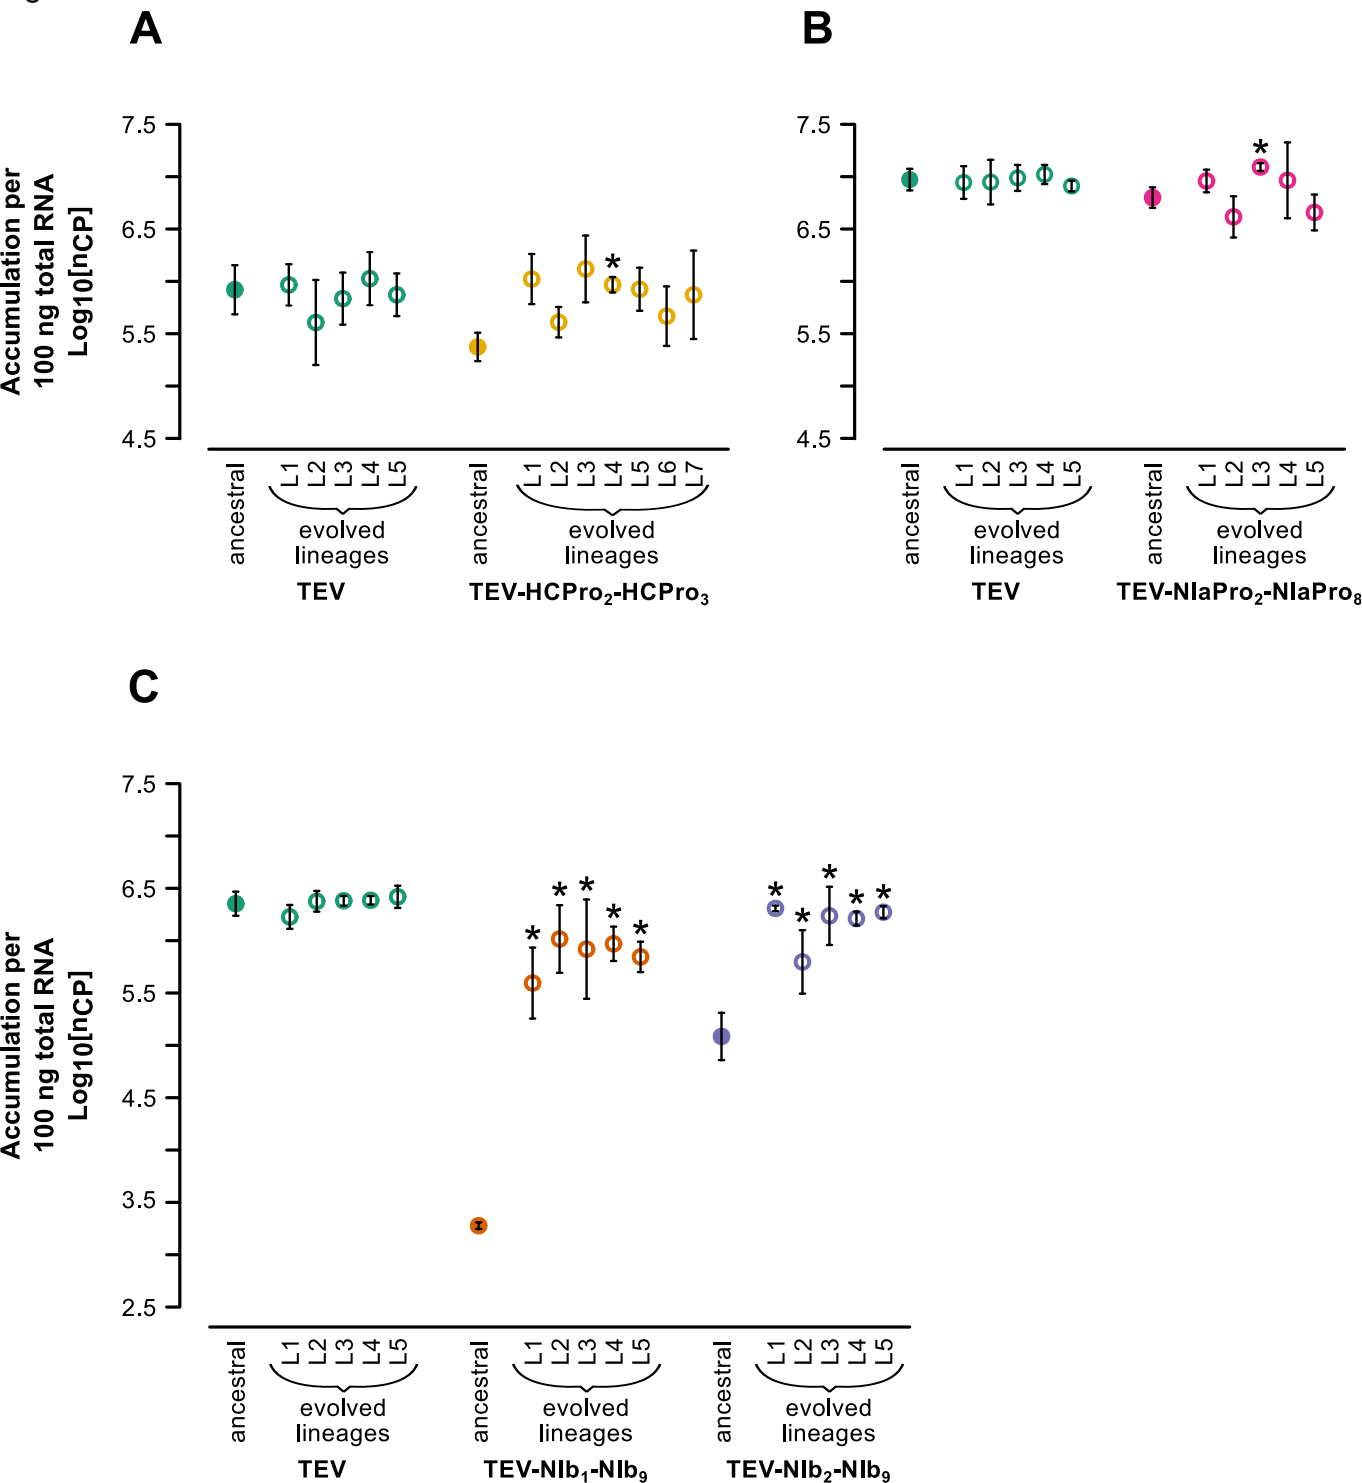 g
A
B
7.5
6.5
5.5
4.5
Accumulation per
100 ng total RNA
Log10[nCP]
ancestral
L1
L2
L3
L4
L5
evolved
lineages
TEV
ancestral
L1
L2
*
L3
L4
L5
L6
L7
evolved
lineages
TEV-HCPro2-HCPro3
7.5
6.5
5.5
4.5
ancestral
L1
L2
L3
L4
L5
evolved
lineages
TEV
*
ancestral
L1
L2
L3
L4
L5
evolved
lineages
TEV-NIaPro2-NIaPro8
C
7.5
6.5
5.5
4.5
3.5
2.5
Accumulation per
100 ng total RNA
Log10[nCP]
ancestral
L1
L2
L3
L4
L5
evolved
lineages
TEV
* * * * *
ancestral
L1
L2
L3
L4
L5
evolved
lineages
TEV-NIb1-NIb9
* * * * *
ancestral
L1
L2
L3
L4
L5
evolved
lineages
TEV-NIb2-NIb9